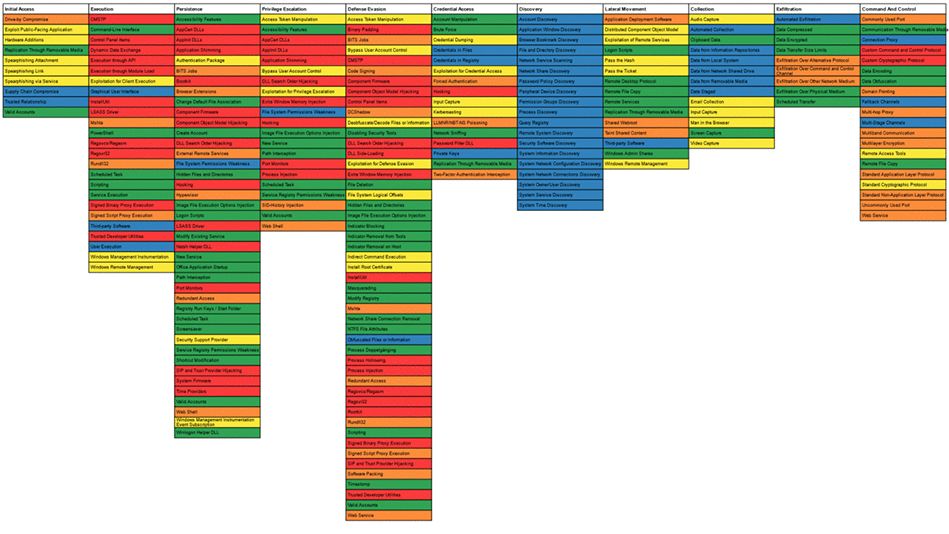 Initial Access
Drive-by Compromise
Exploit Public-Facing Application
Hardware Additions
Replication Through Removable Media
Spearphishing Attachment
Spearphishing Link
Spearphishing via Service
Supply Chain Compromise
Trusted Relationship
Valid Accounts
Execution
CMSTP
Command-Line Interface
Control Panel Items
Dynamic Data Exchange
Execution through API
Execution through Module Load
Exploitation for Client Execution
Graphical User Interface
InstallUtil
LSASS Driver
Mshta
PowerShell
Regsvcs/Regasm
Regsvr32
Rundll32
Scheduled Task
Scripting
Service Execution
Signed Binary Proxy Execution
Signed Script Proxy Execution
Third-party Software
Trusted Developer Utilities
User Execution
Windows Management Instrumentation
Windows Remote Management
Persistence
Accessibility Features
AppCert DLLs
AppInit DLLs
Application Shimming
Authentication Package
BITS Jobs
Bootkit
Browser Extensions
Change Default File Association
Component Firmware
Component Object Model Hijacking
Create Account
DLL Search Order Hijacking
External Remote Services
File System Permissions Weakness
Hidden Files and Directories
Hooking
Hypervisor
Image File Execution Options Injection
Logon Scripts
LSASS Driver
Modify Existing Service
Netsh Helper DLL
New Service
Office Application Startup
Path Interception
Port Monitors
Redundant Access
Registry Run Keys / Start Folder
Scheduled Task
Screensaver
Security Support Provider
Service Registry Permissions Weakness
Shortcut Modification
SIP and Trust Provider Hijacking
System Firmware
Time Providers
Valid Accounts
Web Shell
Windows Management Instrumentation
Event Subscription
Winlogon Helper DLL
Privilege Escalation
Access Token Manipulation
Accessibility Features
AppCert DLLs
AppInit DLLs
Application Shimming
Bypass User Account Control
DLL Search Order Hijacking
Exploitation for Privilege Escalation
Extra Window Memory Injection
File System Permissions Weakness
Hooking
Image File Execution Options Injection
New Service
Path Interception
Port Monitors
Process Injection
Scheduled Task
Service Registry Permissions Weakness
SID-History Injection
Valid Accounts
Web Shell
Defense Evasion
Access Token Manipulation
Binary Padding
BITS Jobs
Bypass User Account Control
CMSTP
Code Signing
Component Firmware
Component Object Model Hijacking
Control Panel Items
DCShadow
Deobfuscate/Decode Files or Information
Disabling Security Tools
DLL Search Order Hijacking
DLL Side-Loading
Exploitation for Defense Evasion
Extra Window Memory Injection
File Deletion
File System Logical Offsets
Hidden Files and Directories
Image File Execution Options Injection
Indicator Blocking
Indicator Removal from Tools
Indicator Removal on Host
Indirect Command Execution
Install Root Certificate
InstallUtil
Masquerading
Modify Registry
Mshta
Network Share Connection Removal
NTFS File Attributes
Obfuscated Files or Information
Process Doppelgänging
Process Hollowing
Process Injection
Redundant Access
Regsvcs/Regasm
Regsvr32
Rootkit
Rundll32
Scripting
Signed Binary Proxy Execution
Signed Script Proxy Execution
SIP and Trust Provider Hijacking
Software Packing
Timestomp
Trusted Developer Utilities
Valid Accounts
Web Service
Credential Access
Account Manipulation
Brute Force
Credential Dumping
Credentials in Files
Credentials in Registry
Exploitation for Credential Access
Forced Authentication
Hooking
Input Capture
Kerberoasting
LLMNR/NBT-NS Poisoning
Network Sniffing
Password Filter DLL
Private Keys
Replication Through Removable Media
Two-Factor Authentication Interception
Discovery
Account Discovery
Application Window Discovery
Browser Bookmark Discovery
File and Directory Discovery
Network Service Scanning
Network Share Discovery
Password Policy Discovery
Peripheral Device Discovery
Permission Groups Discovery
Process Discovery
Query Registry
Remote System Discovery
Security Software Discovery
System Information Discovery
System Network Configuration Discovery
System Network Connections Discovery
System Owner/User Discovery
System Service Discovery
System Time Discovery
Lateral Movement
Application Deployment Software
Distributed Component Object Model
Exploitation of Remote Services
Logon Scripts
Pass the Hash
Pass the Ticket
Remote Desktop Protocol
Remote File Copy
Remote Services
Replication Through Removable Media
Shared Webroot
Taint Shared Content
Third-party Software
Windows Admin Shares
Windows Remote Management
Collection
Audio Capture
Automated Collection
Clipboard Data
Data from Information Repositories
Data from Local System
Data from Network Shared Drive
Data from Removable Media
Data Staged
Email Collection
Input Capture
Man in the Browser
Screen Capture
Video Capture
Exfiltration
Automated Exfiltration
Data Compressed
Data Encrypted
Data Transfer Size Limits
Exfiltration Over Alternative Protocol
Exfiltration Over Command and Control
Channel
Exfiltration Over Other Network Medium
Exfiltration Over Physical Medium
Scheduled Transfer
Command And Control
Commonly Used Port
Communication Through Removable Media
Connection Proxy
Custom Command and Control Protocol
Custom Cryptographic Protocol
Data Encoding
Data Obfuscation
Domain Fronting
Fallback Channels
Multi-hop Proxy
Multi-Stage Channels
Multiband Communication
Multilayer Encryption
Remote Access Tools
Remote File Copy
Standard Application Layer Protocol
Standard Cryptographic Protocol
Standard Non-Application Layer Protocol
Uncommonly Used Port
Web Service